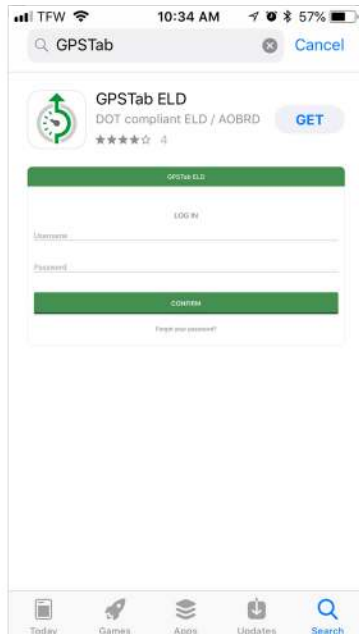 TFW 10:34 AM 57%
GPSTab Cancel
GPSTab ELD
DOT compliant ELD / AOBRD
GET
4
GPSTab ELD
LOG IN
Username
Password
CONFIRM
Forgot your password?
Today Games Apps Updates Search